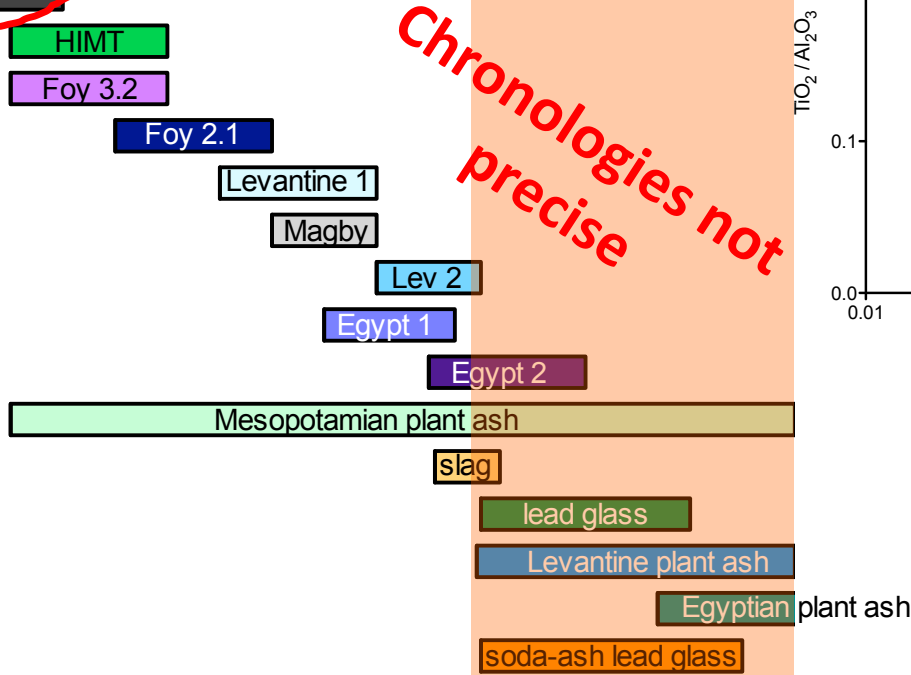 HIMT
Foy 3.2
Foy 2.1
Levantine 1
Magby
Lev 2
Egypt 1
Egypt 2
Mesopotamian plant ash
slag
lead glass
Levantine plant ash
Egyptian plant ash
soda-ash lead glass
Chronologies not
precise
TiO₂ / Al₂O₃
0.1
0.0
0.01